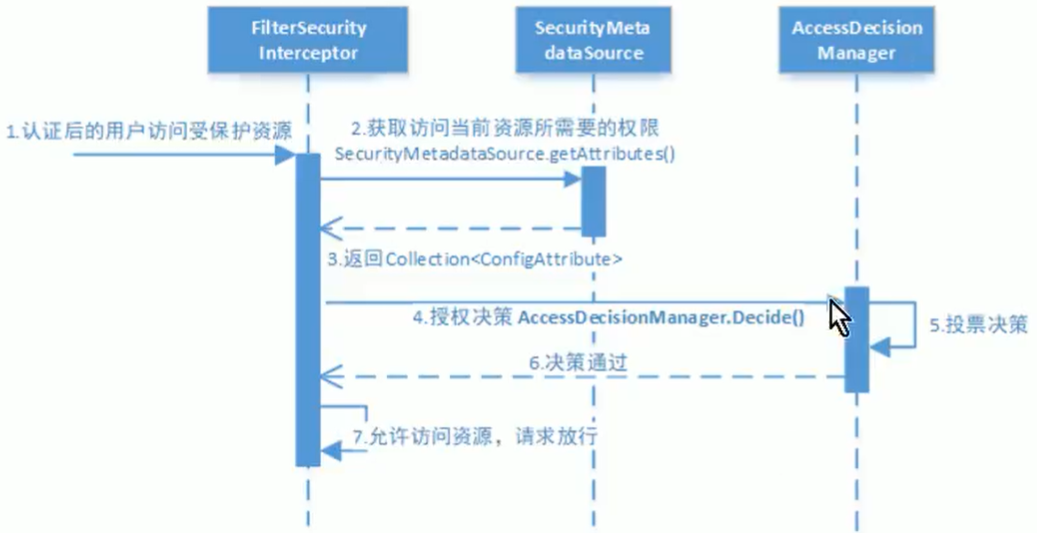 FilterSecurity
Interceptor
SecurityMeta
dataSource
AccessDecision
Manager
1.认证后的用户访问受保护资源
2.获取访问当前资源所需要的权限
SecurityMetadataSource.getAttributes()
3.返回Collection<ConfigAttribute>
4.授权决策 AccessDecisionManager.Decide()
5.投票决策
6.决策通过
7.允许访问资源，请求放行